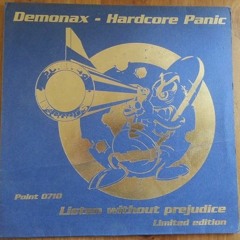 Demonax - Hardcore Panic
Point 0710
Listen without prejudice
Limited edition